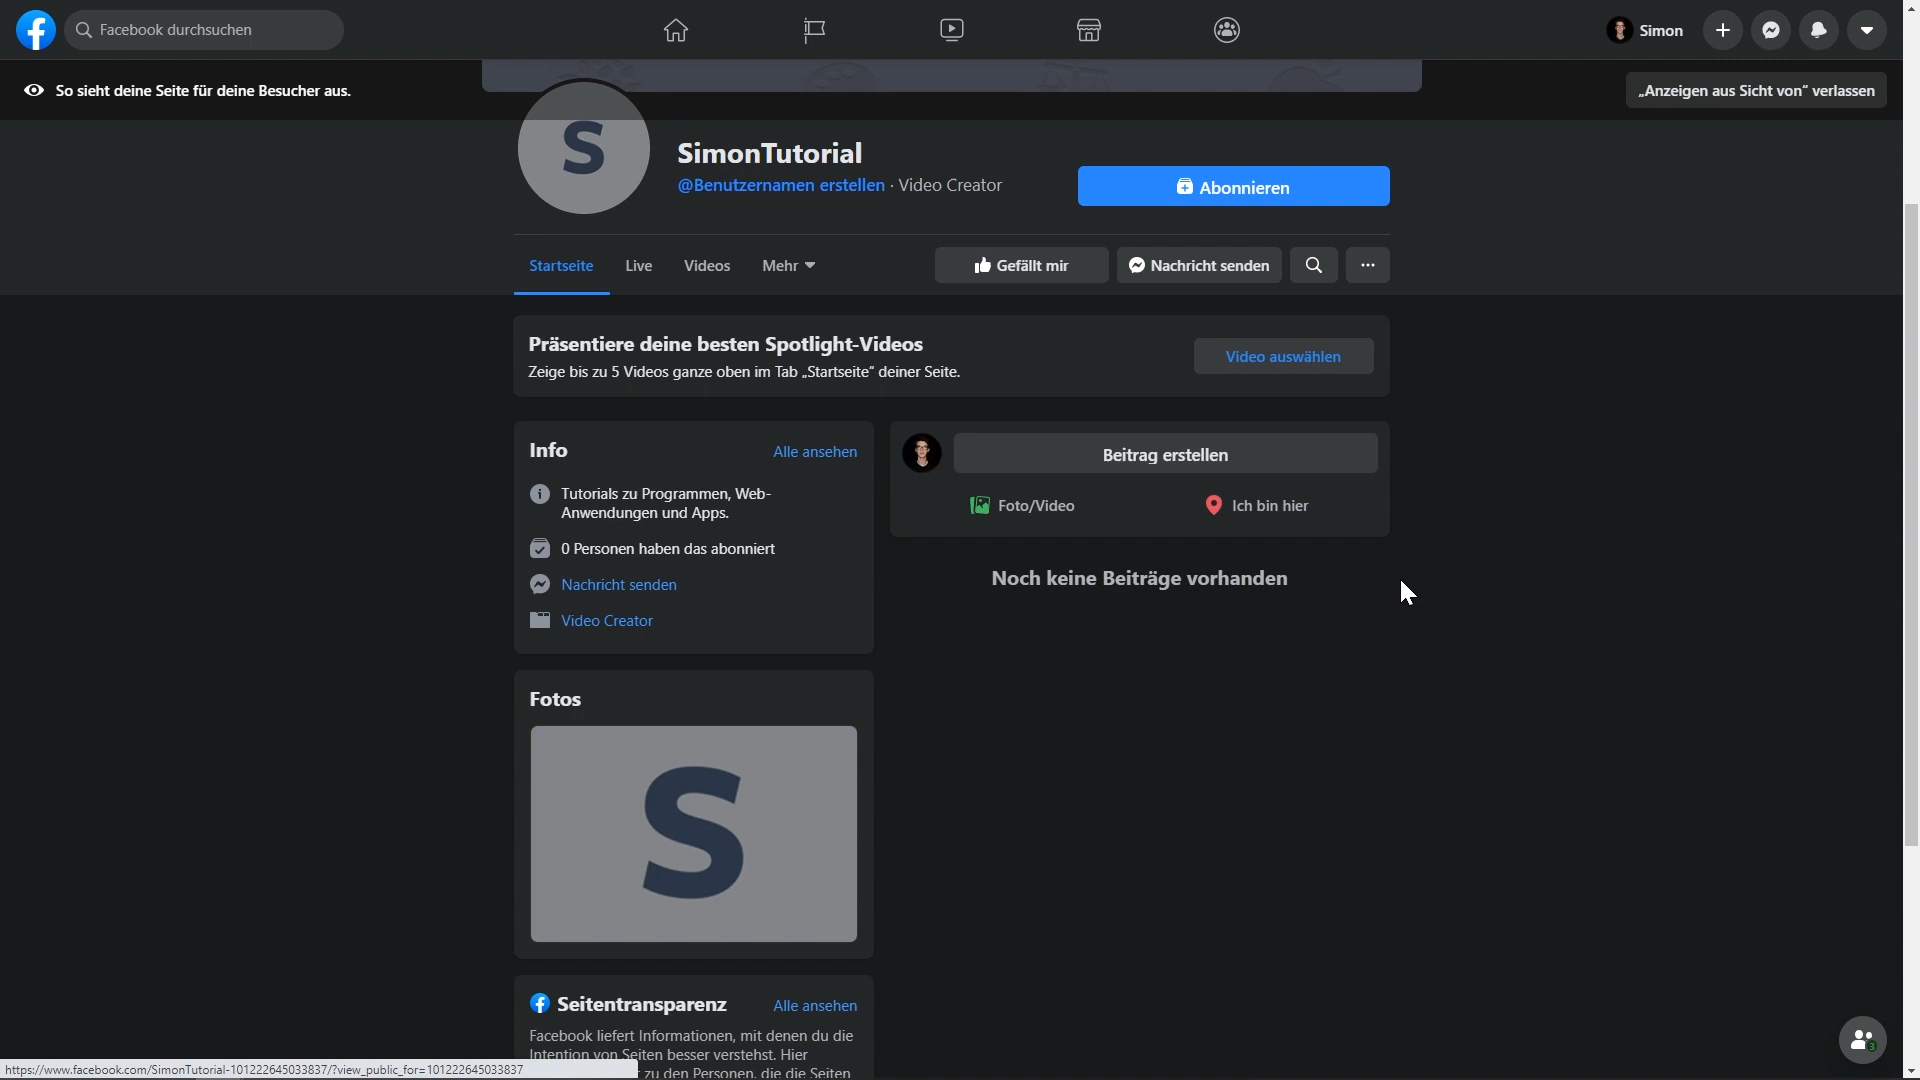 Facebook durchsuchen
Simon
So sieht deine Seite für deine Besucher aus.
„Anzeigen aus Sicht von“ verlassen
S
SimonTutorial
@Benutzernamen erstellen · Video Creator
Abonnieren
Startseite
Live
Videos
Mehr
Gefällt mir
Nachricht senden
Präsentiere deine besten Spotlight-Videos
Zeige bis zu 5 Videos ganze oben im Tab „Startseite“ deiner Seite.
Video auswählen
Info
Alle ansehen
Tutorials zu Programmen, Web-
Anwendungen und Apps.
0 Personen haben das abonniert
Nachricht senden
Video Creator
Beitrag erstellen
Foto/Video
Ich bin hier
Noch keine Beiträge vorhanden
Fotos
S
Seitentransparenz
Alle ansehen
Facebook liefert Informationen, mit denen du die
Intention von Seiten besser verstehst. Hier
zu den Personen, die die Seiten
3
https://www.facebook.com/SimonTutorial-101222645033837/?view_public_for=101222645033837